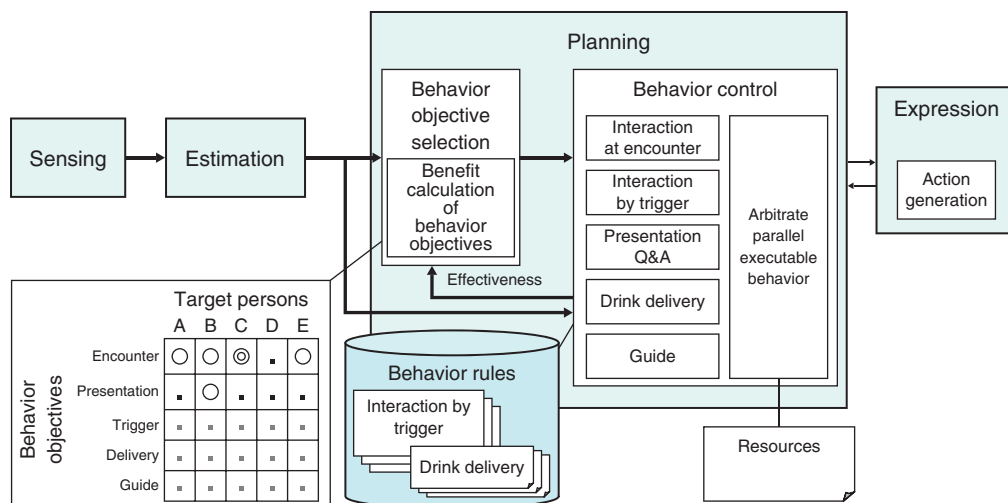 Planning
Sensing
Estimation
Behavior
objective
selection
Benefit
calculation
of
behavior
objectives
Behavior control
Interaction
at encounter
Interaction
by trigger
Presentation
Q&A
Drink delivery
Guide
Arbitrate
parallel
executable
behavior
Expression
Action
generation
Effectiveness
Target persons
A B C D E
Behavior
objectives
Encounter
Presentation
Trigger
Delivery
Guide
Behavior rules
Interaction by
trigger
Drink delivery
Resources